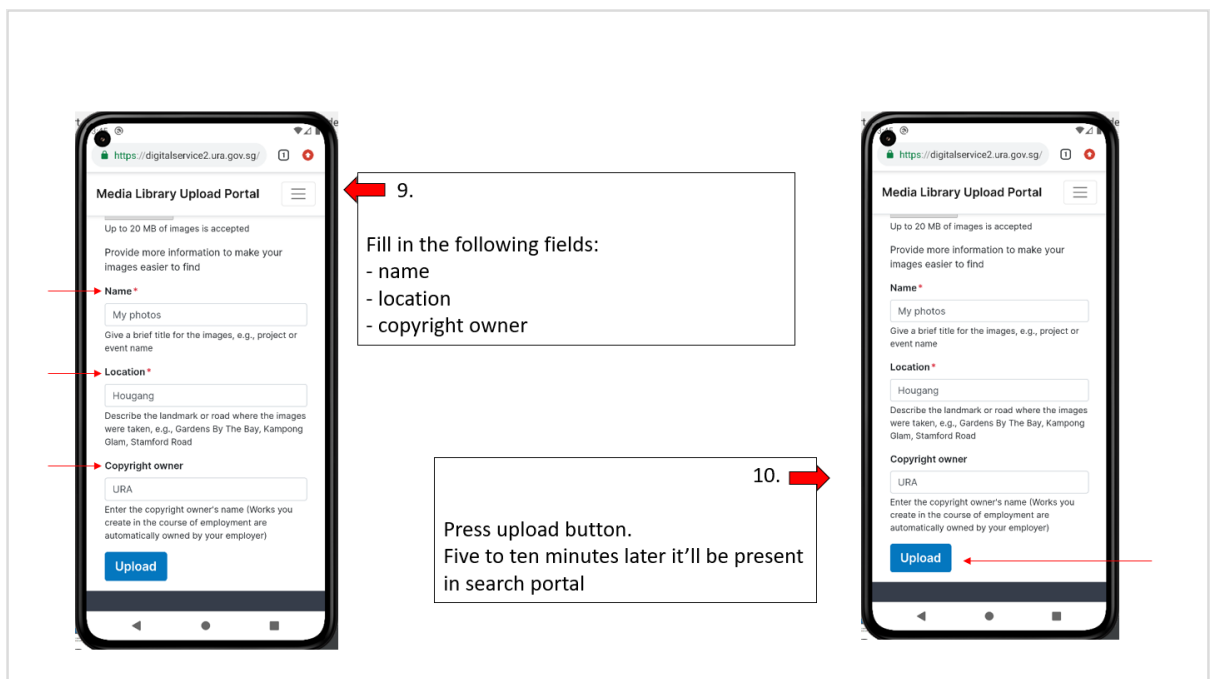 https://digitalservice2.ura.gov.sg/
Media Library Upload Portal
Up to 20 MB of images is accepted
Provide more information to make your
images easier to find
Name*
My photos
Give a brief title for the images, e.g., project or
event name
Location*
Hougang
Describe the landmark or road where the images
were taken, e.g., Gardens By The Bay, Kampong
Glam, Stamford Road
Copyright owner
URA
Enter the copyright owner's name (Works you
create in the course of employment are
automatically owned by your employer)
Upload
9.
Fill in the following fields:
- name
- location
- copyright owner
10.
Press upload button.
Five to ten minutes later it’ll be present
in search portal
https://digitalservice2.ura.gov.sg/
Media Library Upload Portal
Up to 20 MB of images is accepted
Provide more information to make your
images easier to find
Name*
My photos
Give a brief title for the images, e.g., project or
event name
Location*
Hougang
Describe the landmark or road where the images
were taken, e.g., Gardens By The Bay, Kampong
Glam, Stamford Road
Copyright owner
URA
Enter the copyright owner's name (Works you
create in the course of employment are
automatically owned by your employer)
Upload